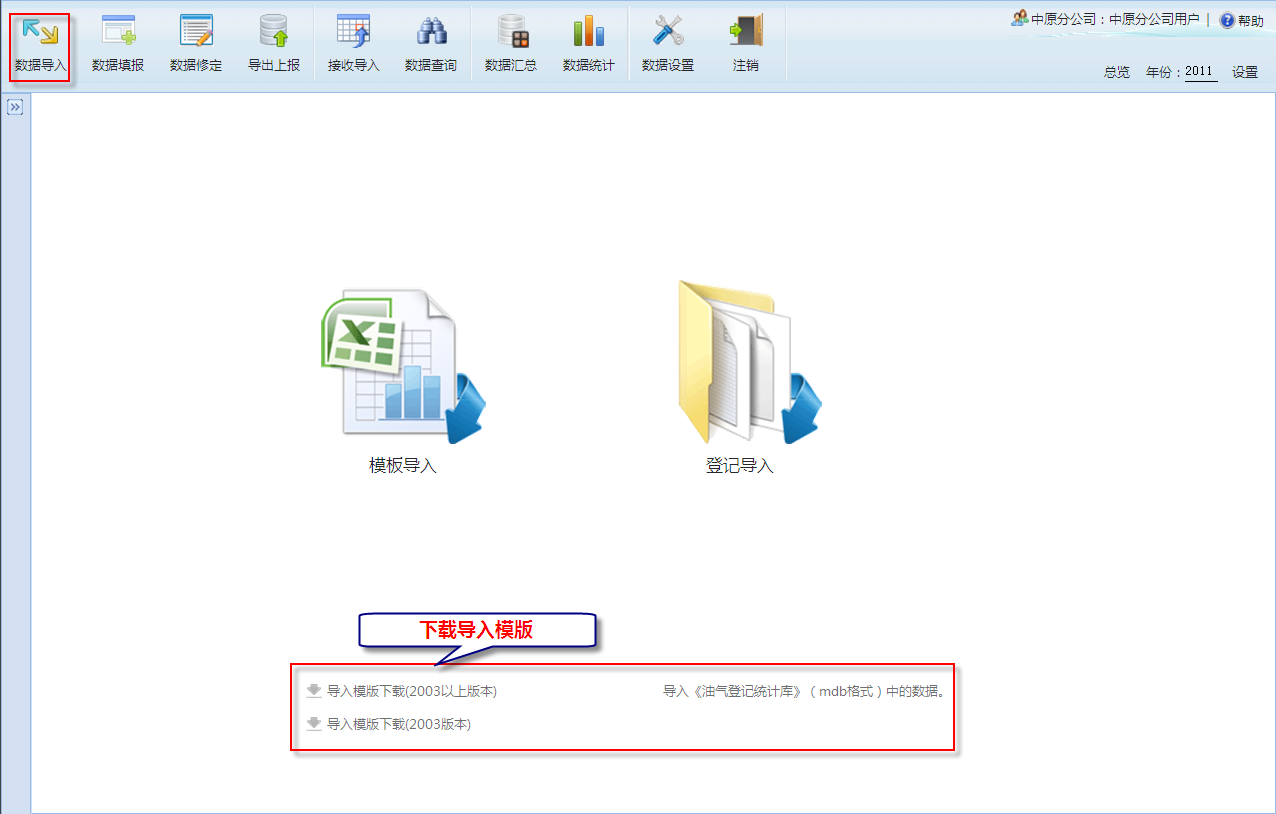 中原分公司：中原分公司用户 | 帮助
数据导入 数据填报 数据修定 导出上报 接收导入 数据查询 数据汇总 数据统计 数据设置 注销
总览 年份：2011 设置
模板导入 登记导入
下载导入模版
导入模版下载(2003以上版本) 导入《油气登记统计库》（mdb格式）中的数据。
导入模版下载(2003版本)